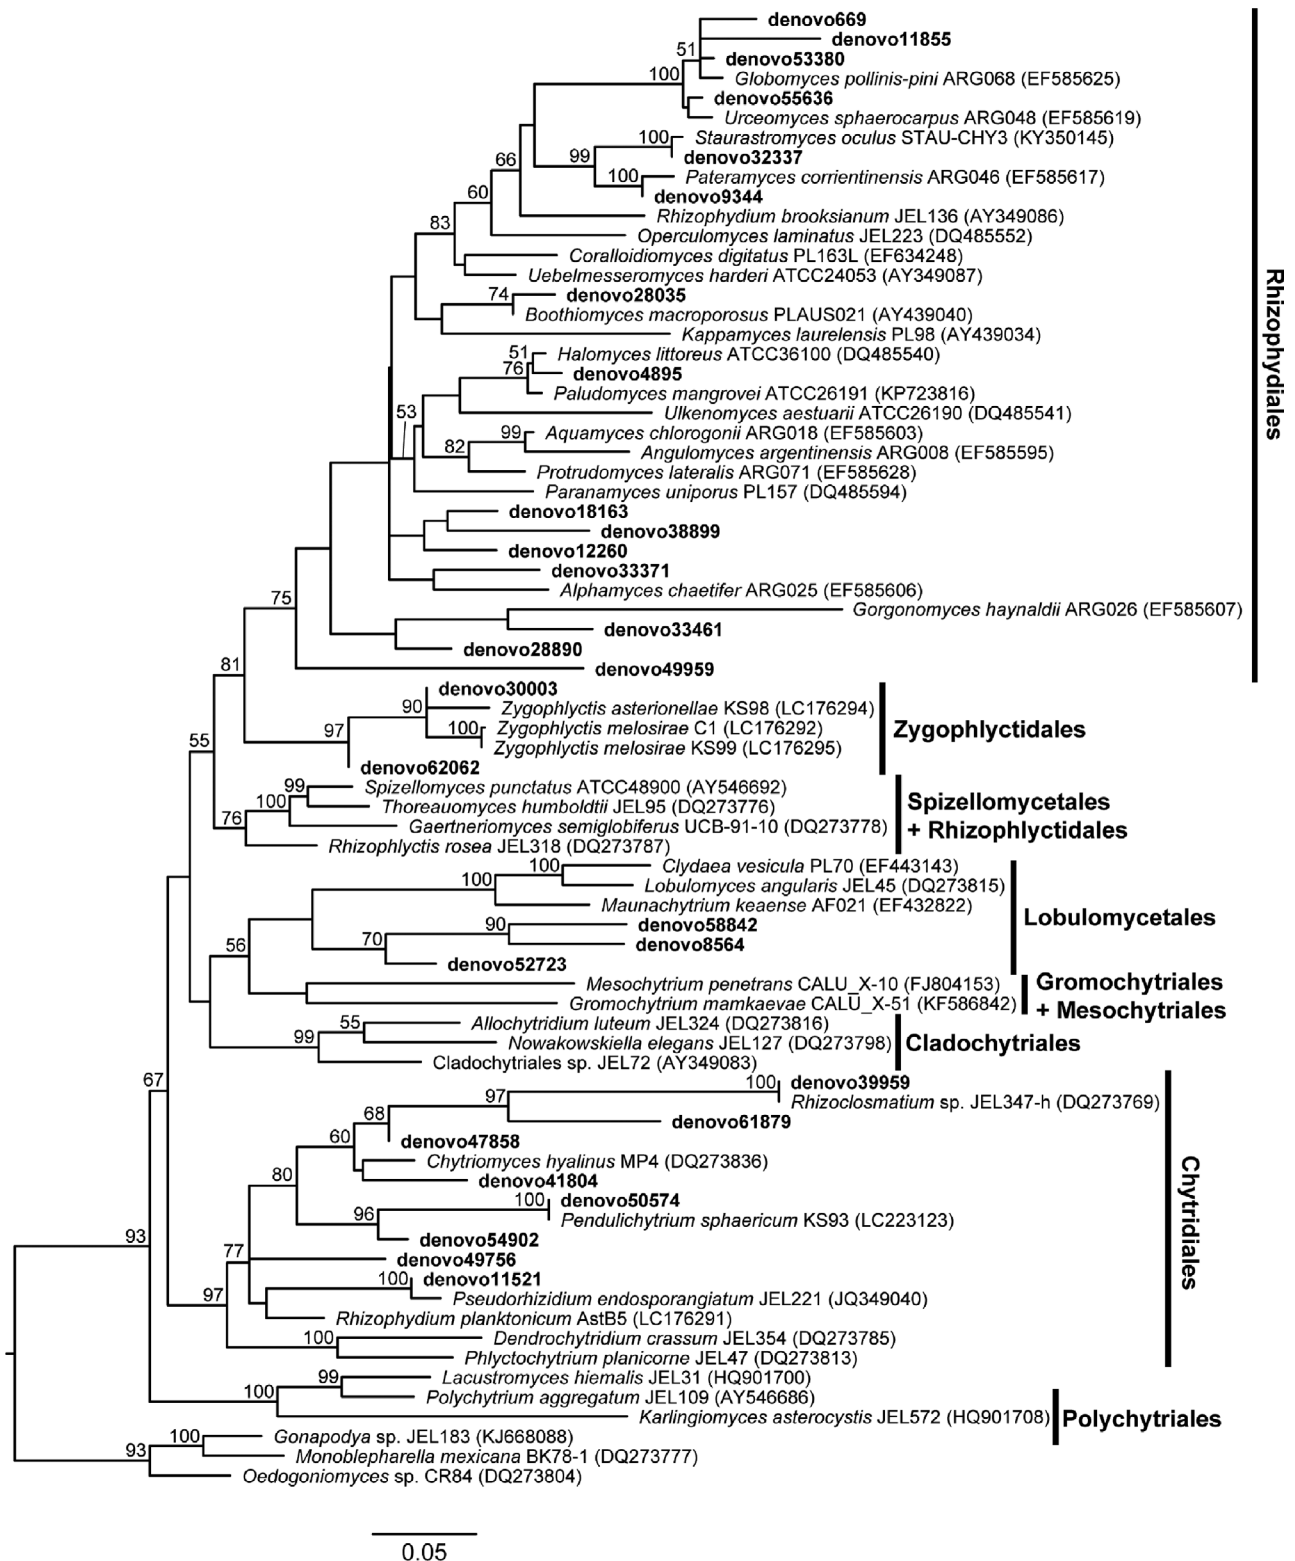 denovo669
denovo11855
51
denovo53380
100
Globomyces pollinis-pini ARG068 (EF585625)
denovo55636
Urceomyces sphaerocarpus ARG048 (EF585619)
100
Staurastromyces oculus STAU-CHY3 (KY350145)
99
denovo32337
66
100
Pateramyces corrientinensis ARG046 (EF585617)
60
denovo9344
Rhizophydium brooksianum JEL136 (AY349086)
83
Operculomyces laminatus JEL223 (DQ485552)
Coralloidiomyces digitatus PL163L (EF634248)
Uebelmesseromyces harderi ATCC24053 (AY349087)
74
denovo28035
Boothiomyces macroporosus PLAUS021 (AY439040)
Kappamyces laurelensis PL98 (AY439034)
Rhizophydiales
51
Halomyces littoreus ATCC36100 (DQ485540)
76
denovo4895
Paludomyces mangrovei ATCC26191 (KP723816)
53
Ulkenomyces aestuarii ATCC26190 (DQ485541)
99
Aquamyces chlorogonii ARG018 (EF585603)
82
Angulomyces argentinensis ARG008 (EF585595)
Protrudomyces lateralis ARG071 (EF585628)
Paranamyces uniporus PL157 (DQ485594)
denovo18163
denovo38899
denovo12260
denovo33371
Alphamyces chaetifer ARG025 (EF585606)
75
Gorgonomyces haynaldii ARG026 (EF585607)
denovo33461
denovo28890
81
denovo49959
denovo30003
90
Zygophlyctis asterionellae KS98 (LC176294)
97
100
Zygophlyctis melosirae C1 (LC176292)
Zygophlyctidales
55
Zygophlyctis melosirae KS99 (LC176295)
denovo62062
99
Spizellomyces punctatus ATCC48900 (AY546692)
100
Thoreauomyces humboldtii JEL95 (DQ273776)
Spizellomycetales
+ Rhizophlyctidales
76
Gaertneriomyces semiglobiferus UCB-91-10 (DQ273778)
Rhizophlyctis rosea JEL318 (DQ273787)
100
Clydaea vesicula PL70 (EF443143)
100
Lobulomyces angularis JEL45 (DQ273815)
Maunachytrium keaense AF021 (EF432822)
Lobulomycetales
90
denovo58842
70
denovo8564
56
denovo52723
Mesochytrium penetrans CALU_X-10 (FJ804153)
Gromochytriales
+ Mesochytriales
Gromochytrium mamkaevae CALU_X-51 (KF586842)
55
Allochytridium luteum JEL324 (DQ273816)
99
Nowakowskiella elegans JEL127 (DQ273798)
Cladochytriales
Cladochytriales sp. JEL72 (AY349083)
67
100
denovo39959
97
Rhizoclosmatium sp. JEL347-h (DQ273769)
68
denovo61879
60
denovo47858
Chytriomyces hyalinus MP4 (DQ273836)
80
denovo41804
100
denovo50574
96
Pendulichytrium sphaericum KS93 (LC223123)
Chytridiales
93
denovo54902
77
denovo49756
100
denovo11521
97
Pseudorhizidium endosporangiatum JEL221 (JQ349040)
Rhizophydium planktonicum AstB5 (LC176291)
100
Dendrochytridium crassum JEL354 (DQ273785)
Phlyctochytrium planicorne JEL47 (DQ273813)
99
Lacustromyces hiemalis JEL31 (HQ901700)
100
Polychytrium aggregatum JEL109 (AY546686)
Karlingiomyces asterocystis JEL572 (HQ901708)
Polychytriales
100
Gonapodya sp. JEL183 (KJ668088)
93
Monoblepharella mexicana BK78-1 (DQ273777)
Oedogoniomyces sp. CR84 (DQ273804)
0.05